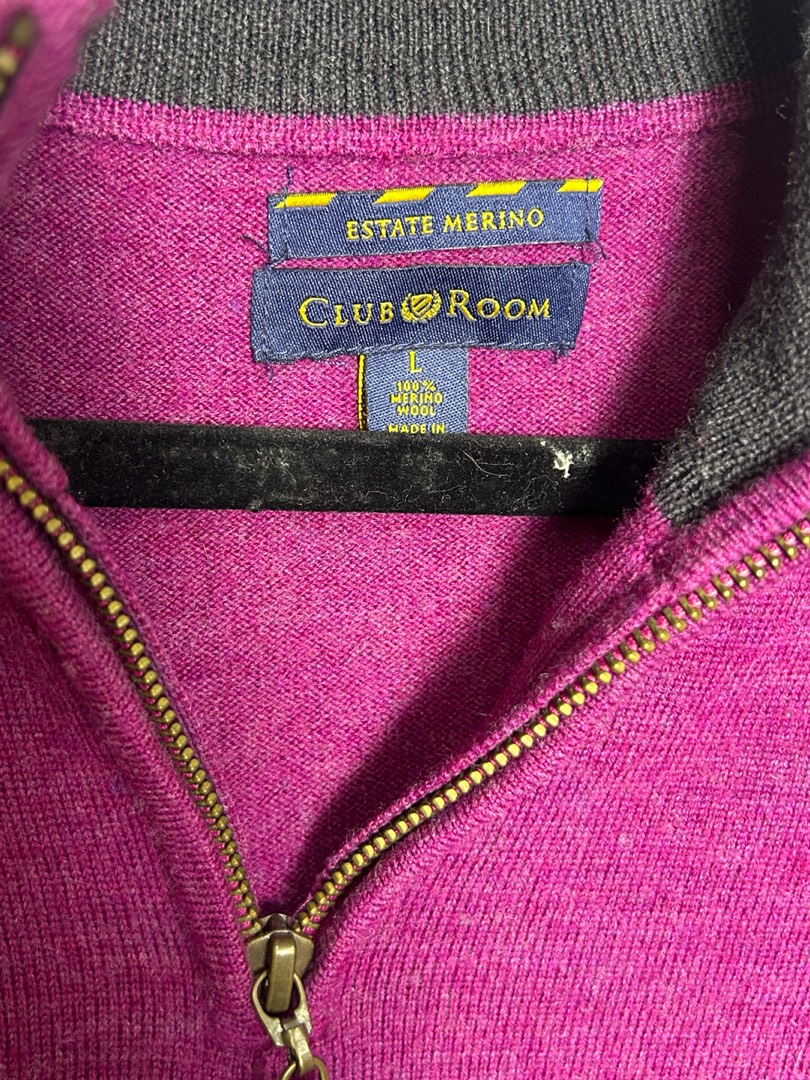 ESTATE MERINO
CLUB ROOM
L
100%
MERINO
WOOL
MADE IN